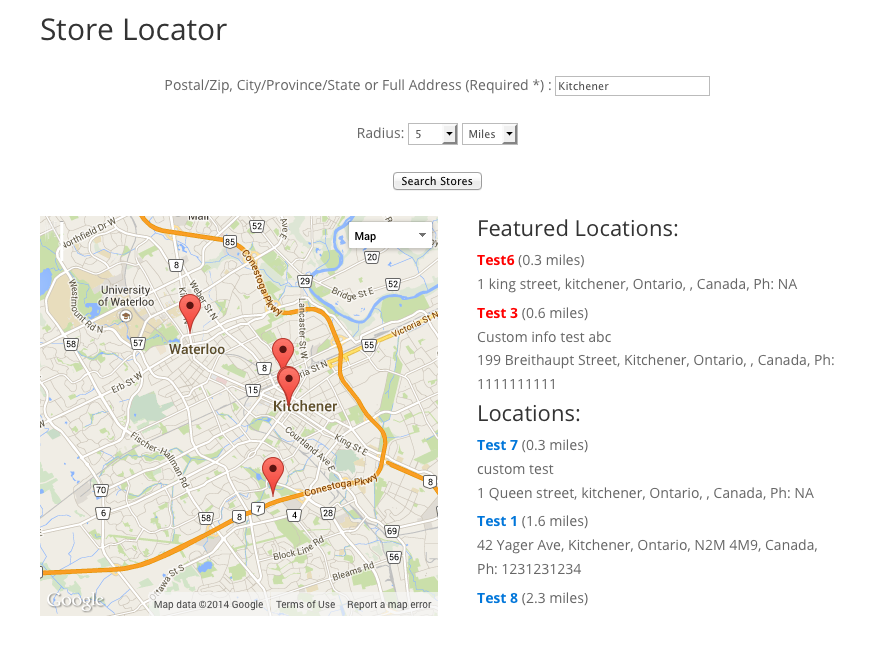 Store Locator
Postal/Zip, City/Province/State or Full Address (Required *) : Kitchener
Radius: 5 Miles
Search Stores
Map
Northfield Dr W
52
85
8
20
52
29
Conestoga Pkwy
University
of Waterloo
Weber St N
Bridge St E
Westmount Rd N
Lancaster St W
Victoria St N
58
57
55
Waterloo
8
Erb St W
15
Kitchener
Fischer-Hallman Rd
Courtland Ave E
King St E
70
Conestoga Pkwy
8
6
58
8
7
4
28
69
Block Line Rd
56
Bleams Rd
Google
Map data ©2014 Google Terms of Use Report a map error
Featured Locations:
Test6 (0.3 miles)
1 king street, kitchener, Ontario, , Canada, Ph: NA
Test 3 (0.6 miles)
Custom info test abc
199 Breithaupt Street, Kitchener, Ontario, , Canada, Ph:
1111111111
Locations:
Test 7 (0.3 miles)
custom test
1 Queen street, kitchener, Ontario, , Canada, Ph: NA
Test 1 (1.6 miles)
42 Yager Ave, Kitchener, Ontario, N2M 4M9, Canada,
Ph: 1231231234
Test 8 (2.3 miles)